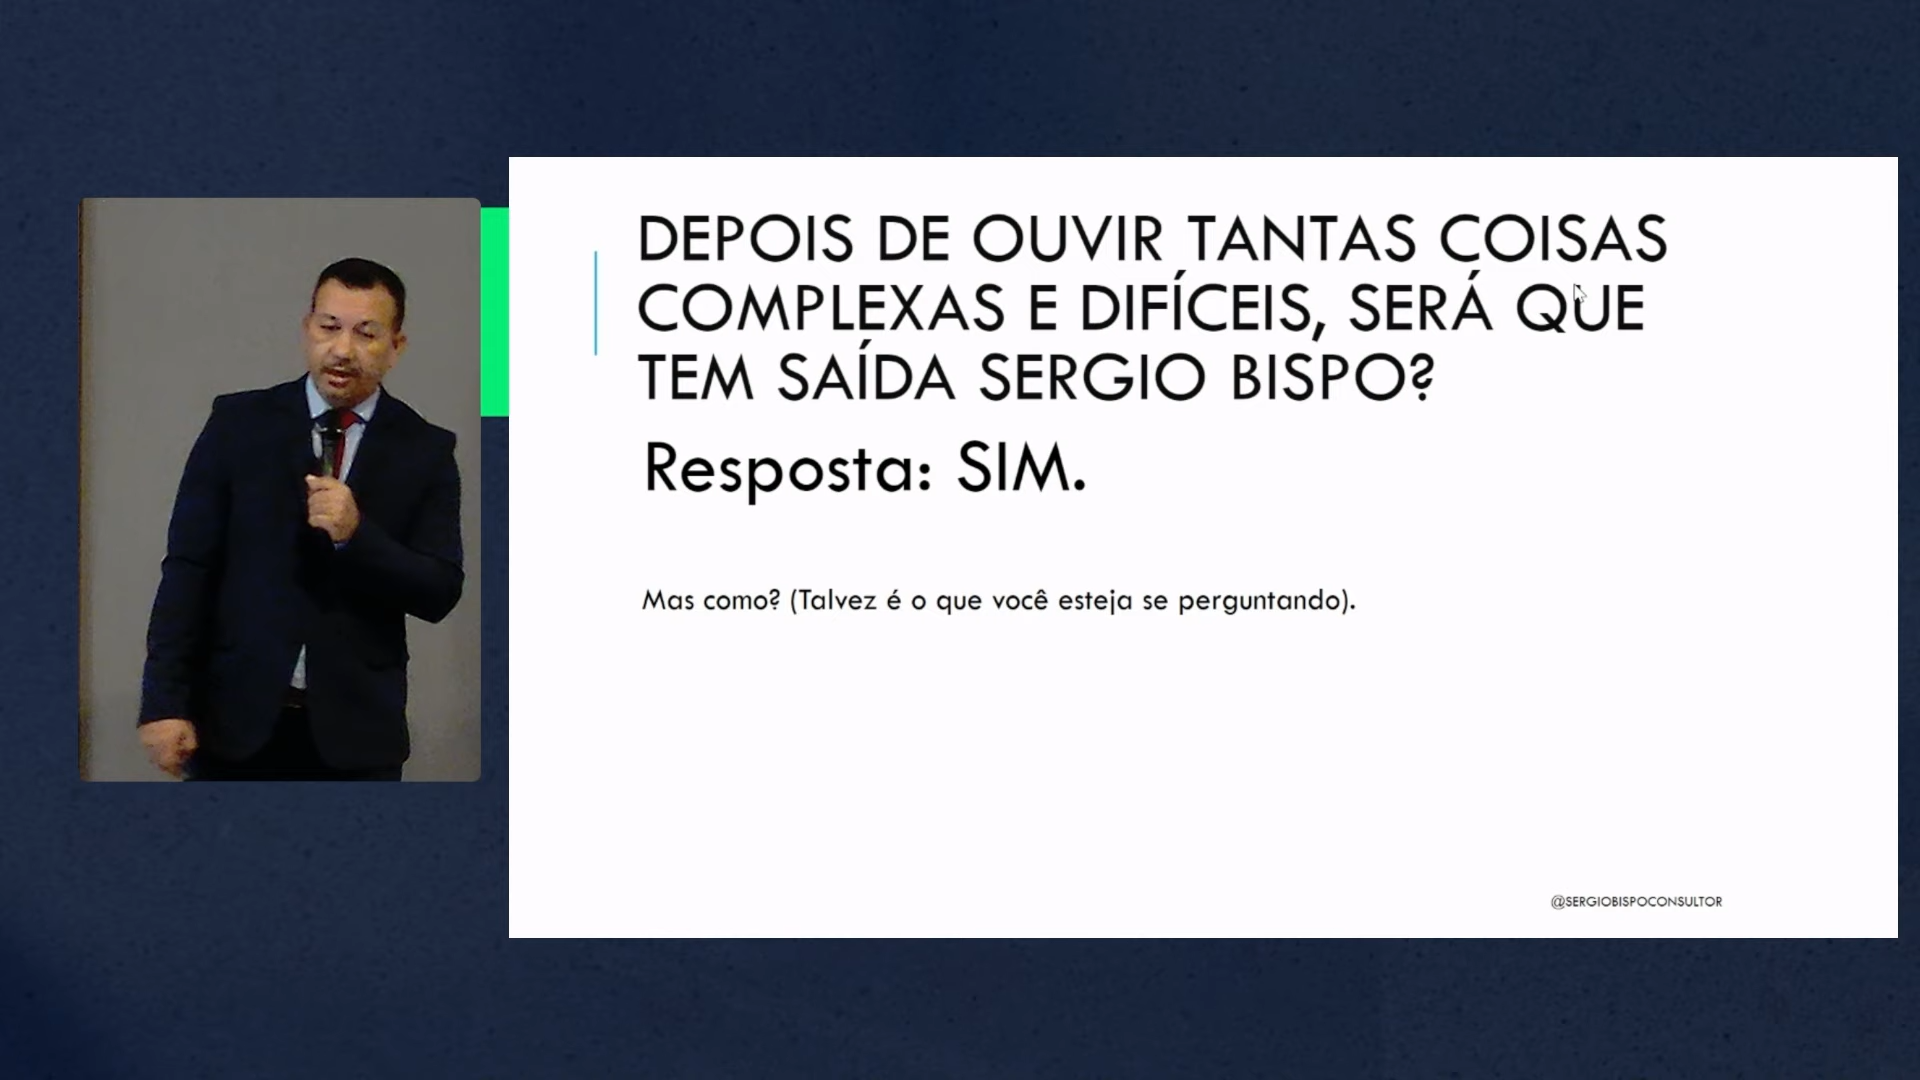 DEPOIS DE OUVIR TANTAS COISAS
COMPLEXAS E DIFÍCEIS, SERÁ QUE
TEM SAÍDA SERGIO BISPO?
Resposta: SIM.
Mas como? (Talvez é o que você esteja se perguntando).
@SERGIOBISPOCONSULTOR